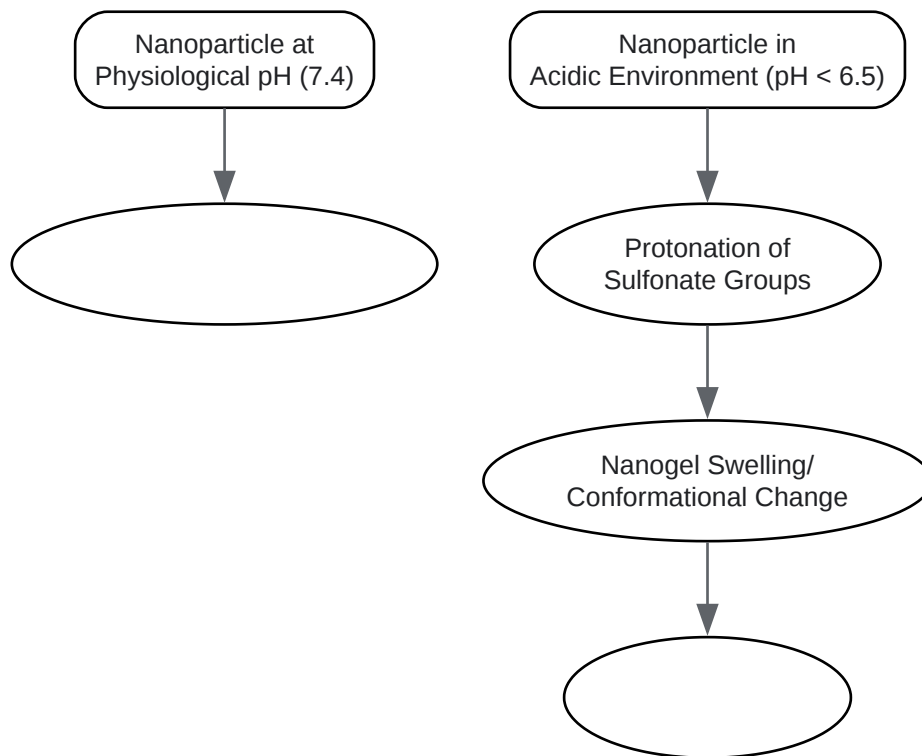 Nanoparticle at
Physiological pH (7.4)
Nanoparticle in
Acidic Environment (pH < 6.5)
Protonation of
Sulfonate Groups
Nanogel Swelling/
Conformational Change